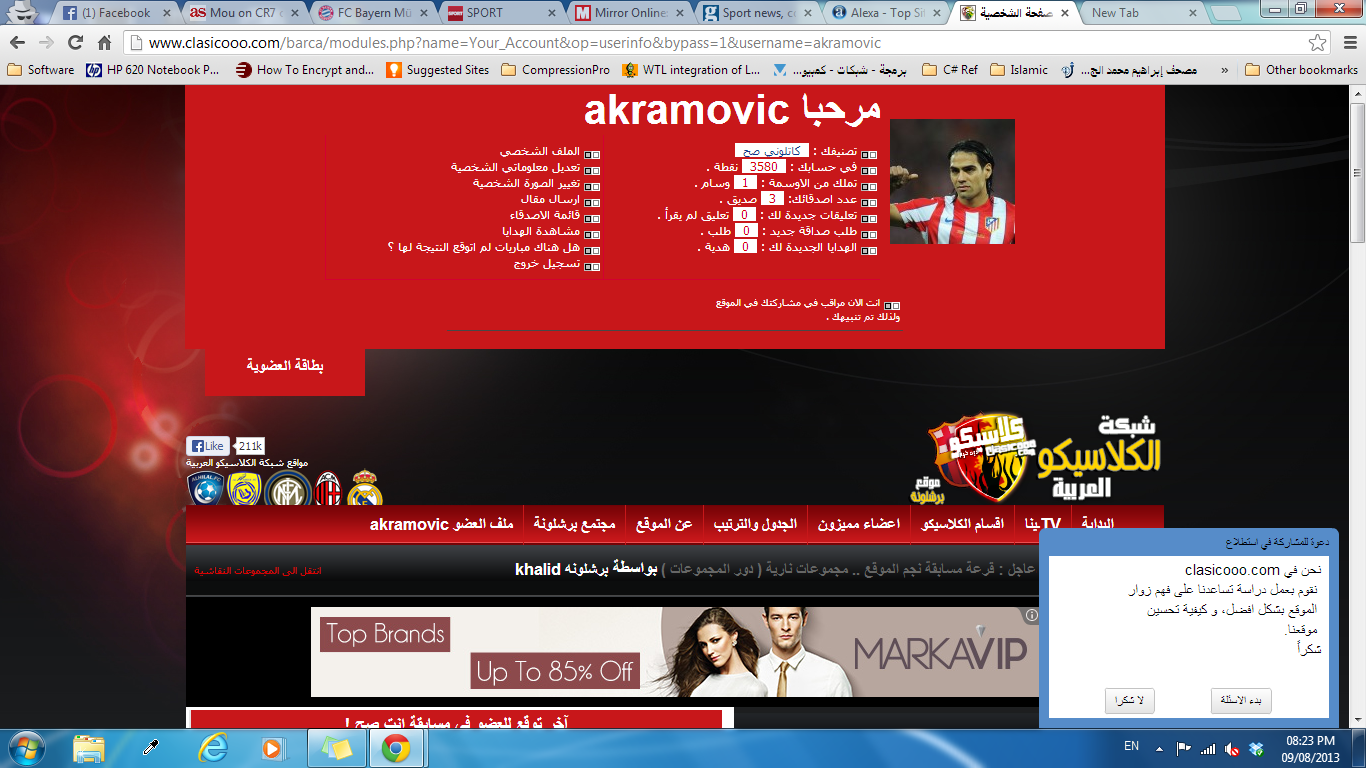 (1) Facebook
Mou on CR7 c
FC Bayern Mü
SPORT
Mirror Online:
Sport news, c
Alexa - Top Si
صفحة الشخصية
New Tab
www.clasicooo.com/barca/modules.php?name=Your_Account&op=userinfo&bypass=1&username=akramovic
Software
HP 620 Notebook P...
How To Encrypt and...
Suggested Sites
CompressionPro
WTL integration of L...
برمجة - شبكات - كمبيو...
C# Ref
Islamic
مصحف إبراهيم محمد الج...
»
Other bookmarks
مرحبا akramovic
تصنيفك : كاتلوني صح
في حسابك : 3580 نقطة .
تملك من الاوسمة : 1 وسام .
عدد اصدقائك: 3 صديق .
تعليقات جديدة لك : 0 تعليق لم يقرأ .
طلب صداقة جديد : 0 طلب .
الهدايا الجديدة لك : 0 هدية .
الملف الشخصي
تعديل معلوماتي الشخصية
تغيير الصورة الشخصية
ارسال مقال
قائمة الاصدقاء
مشاهدة الهدايا
هل هناك مباريات لم اتوقع النتيجة لها ؟
تسجيل خروج
انت الان مراقب في مشاركتك في الموقع
ولذلك تم تنبيهك .
بطاقة العضوية
Like 211k
مواقع شبكة الكلاسيكو العربية
شبكة
الكلاسيكو
العربية
كلاسيكو
موقع
برشلونة
البداية
TV
اقسام الكلاسيكو
اعضاء مميزون
الجدول والترتيب
عن الموقع
مجتمع برشلونة
ملف العضو akramovic
عاجل : قرعة مسابقة نجم الموقع .. مجموعات نارية ( دور المجموعات ) بواسطة برشلونه khalid
انتقل الى المجموعات النقاشية
Top Brands
Up To 85% Off
MARKAVIP
آخر توقع للعضو في مسابقة انت صح !
دعوة للمشاركة في استطلاع
نحن في clasicooo.com
نقوم بعمل دراسة تساعدنا على فهم زوار
الموقع بشكل افضل، و كيفية تحسين
موقعنا.
شكراً
بدء الاسئلة
لا شكرا
EN
08:23 PM
09/08/2013